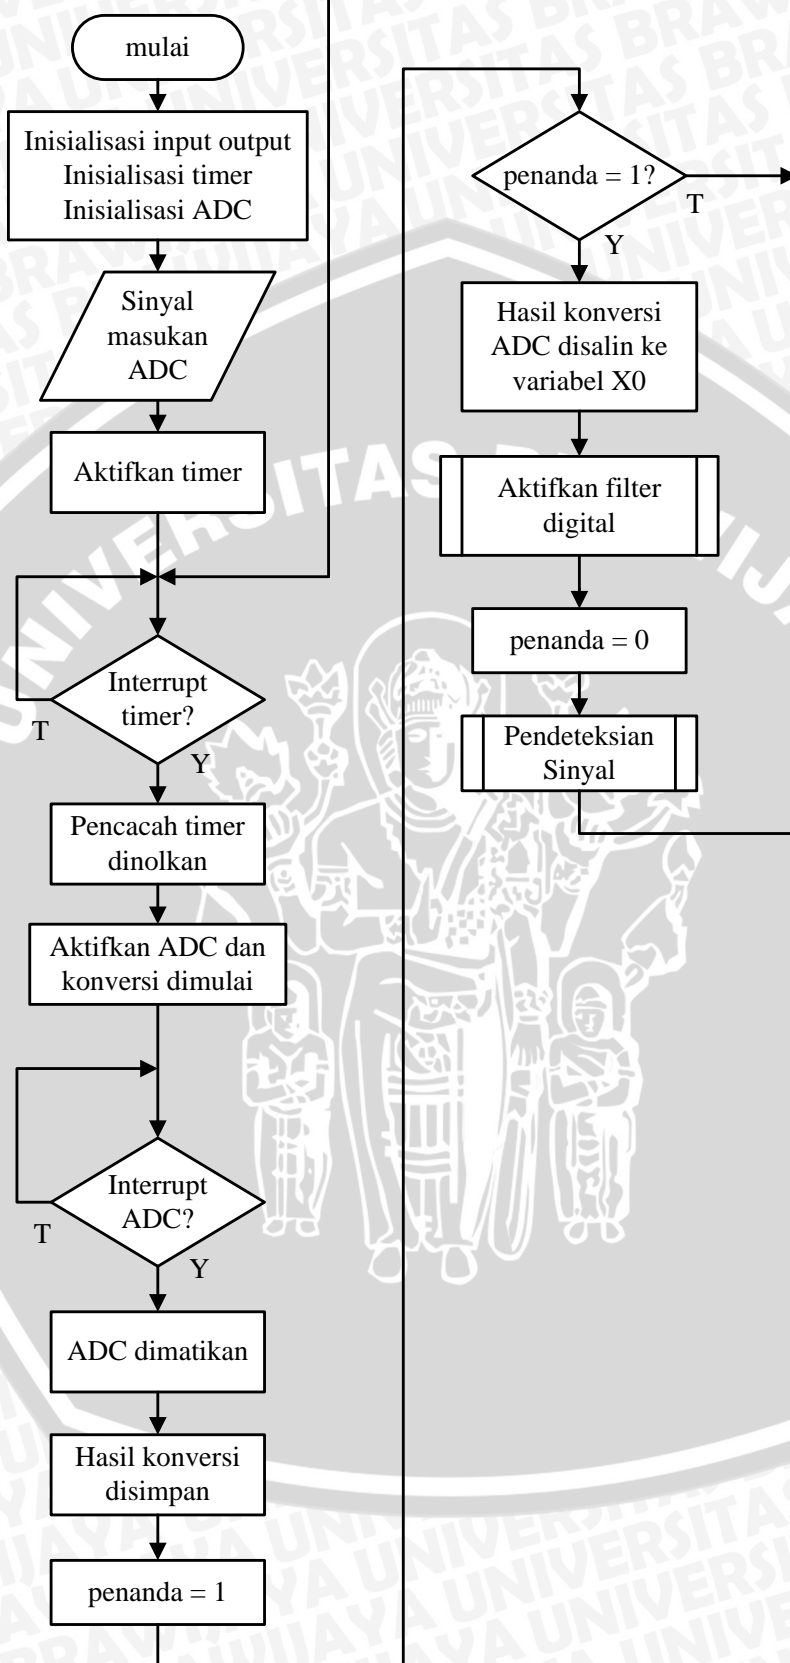 mulai
Inisialisasi input output
Inisialisasi timer
Inisialisasi ADC
Sinyal
masukan
ADC
Aktifkan timer
Interrupt
timer?
T
Y
Pencacah timer
dinolkan
Aktifkan ADC dan
konversi dimulai
Interrupt
ADC?
T
Y
ADC dimatikan
Hasil konversi
disimpan
penanda = 1
penanda = 1?
T
Y
Hasil konversi
ADC disalin ke
variabel X0
Aktifkan filter
digital
penanda = 0
Pendeteksian
Sinyal